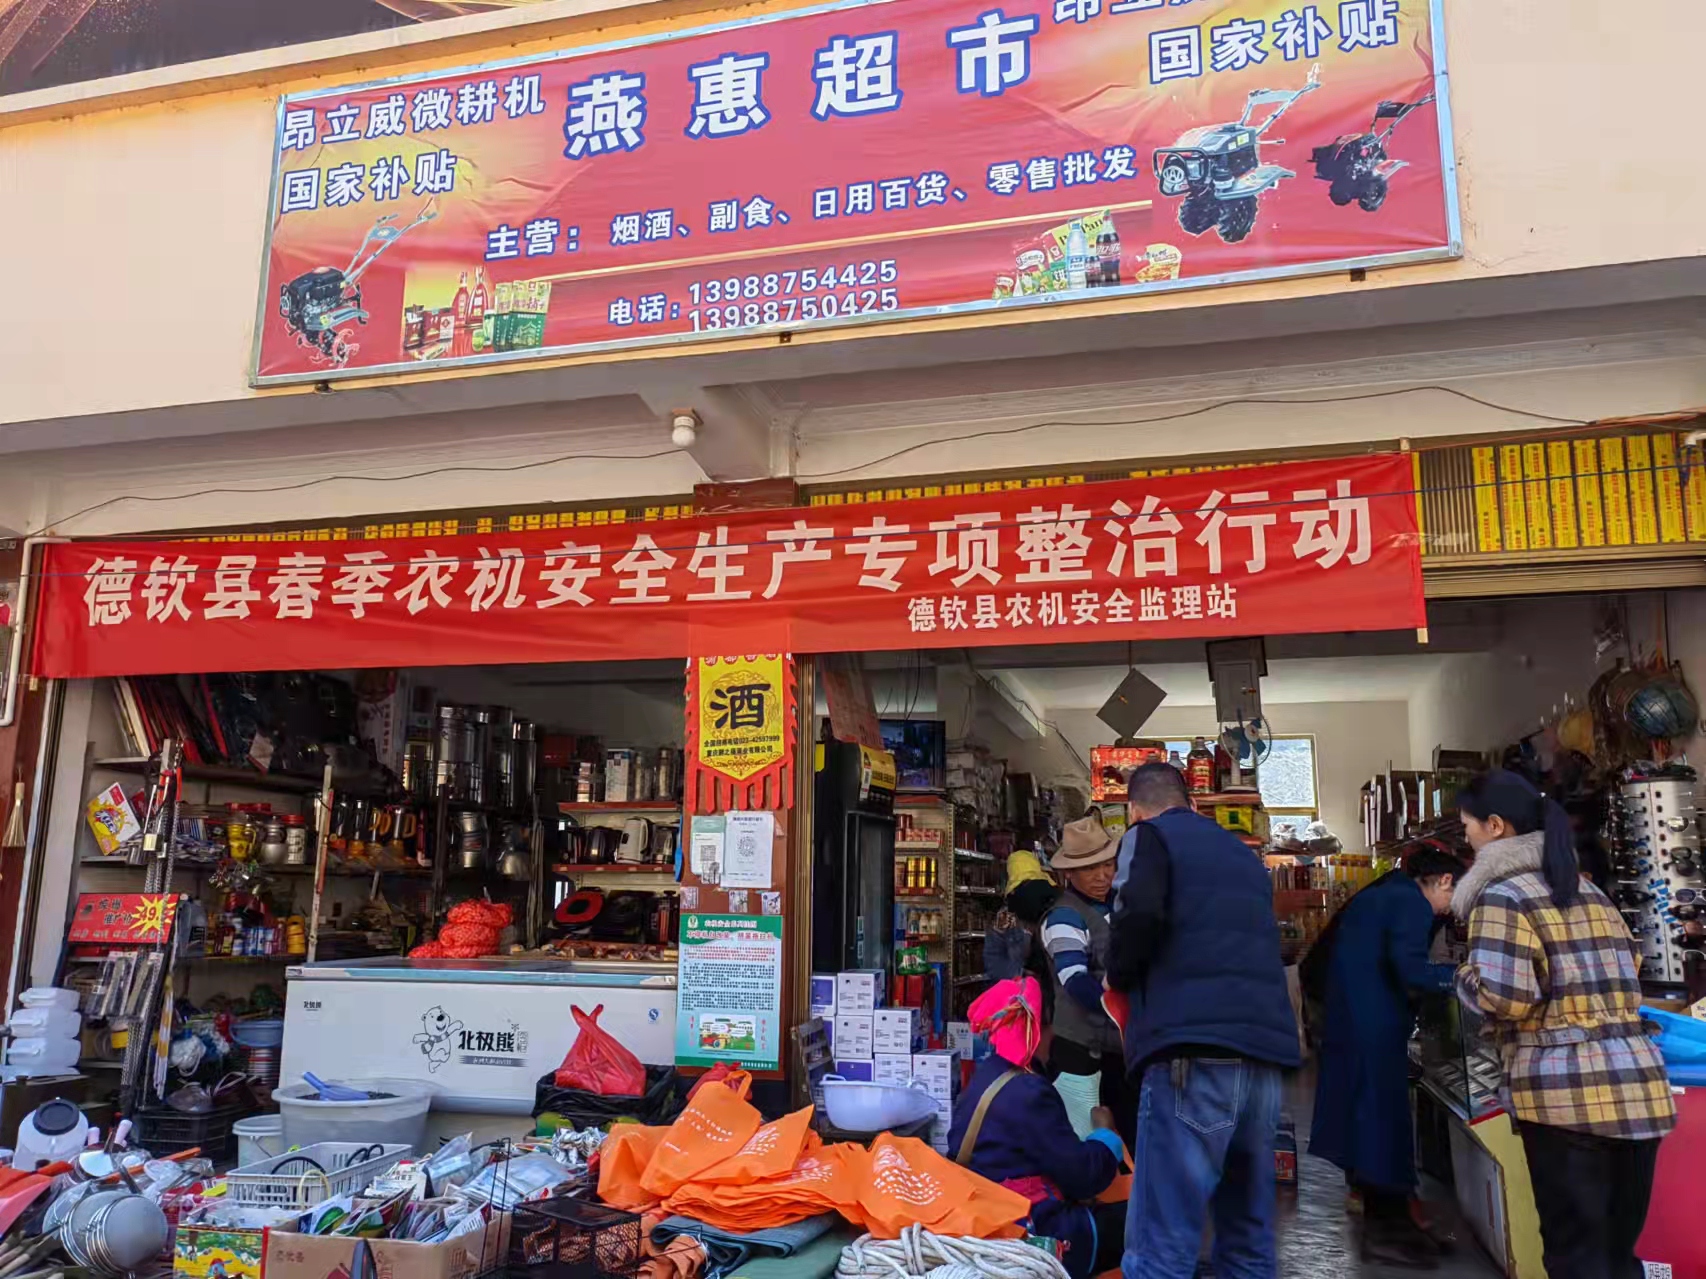 昂立威微耕机
国家补贴
燕惠超市
国家补贴
主营：烟酒、副食、日用百货、零售批发
电话：13988754425
13988750425
德钦县春季农机安全生产专项整治行动
德钦县农机安全监理站
酒
北极熊
49.